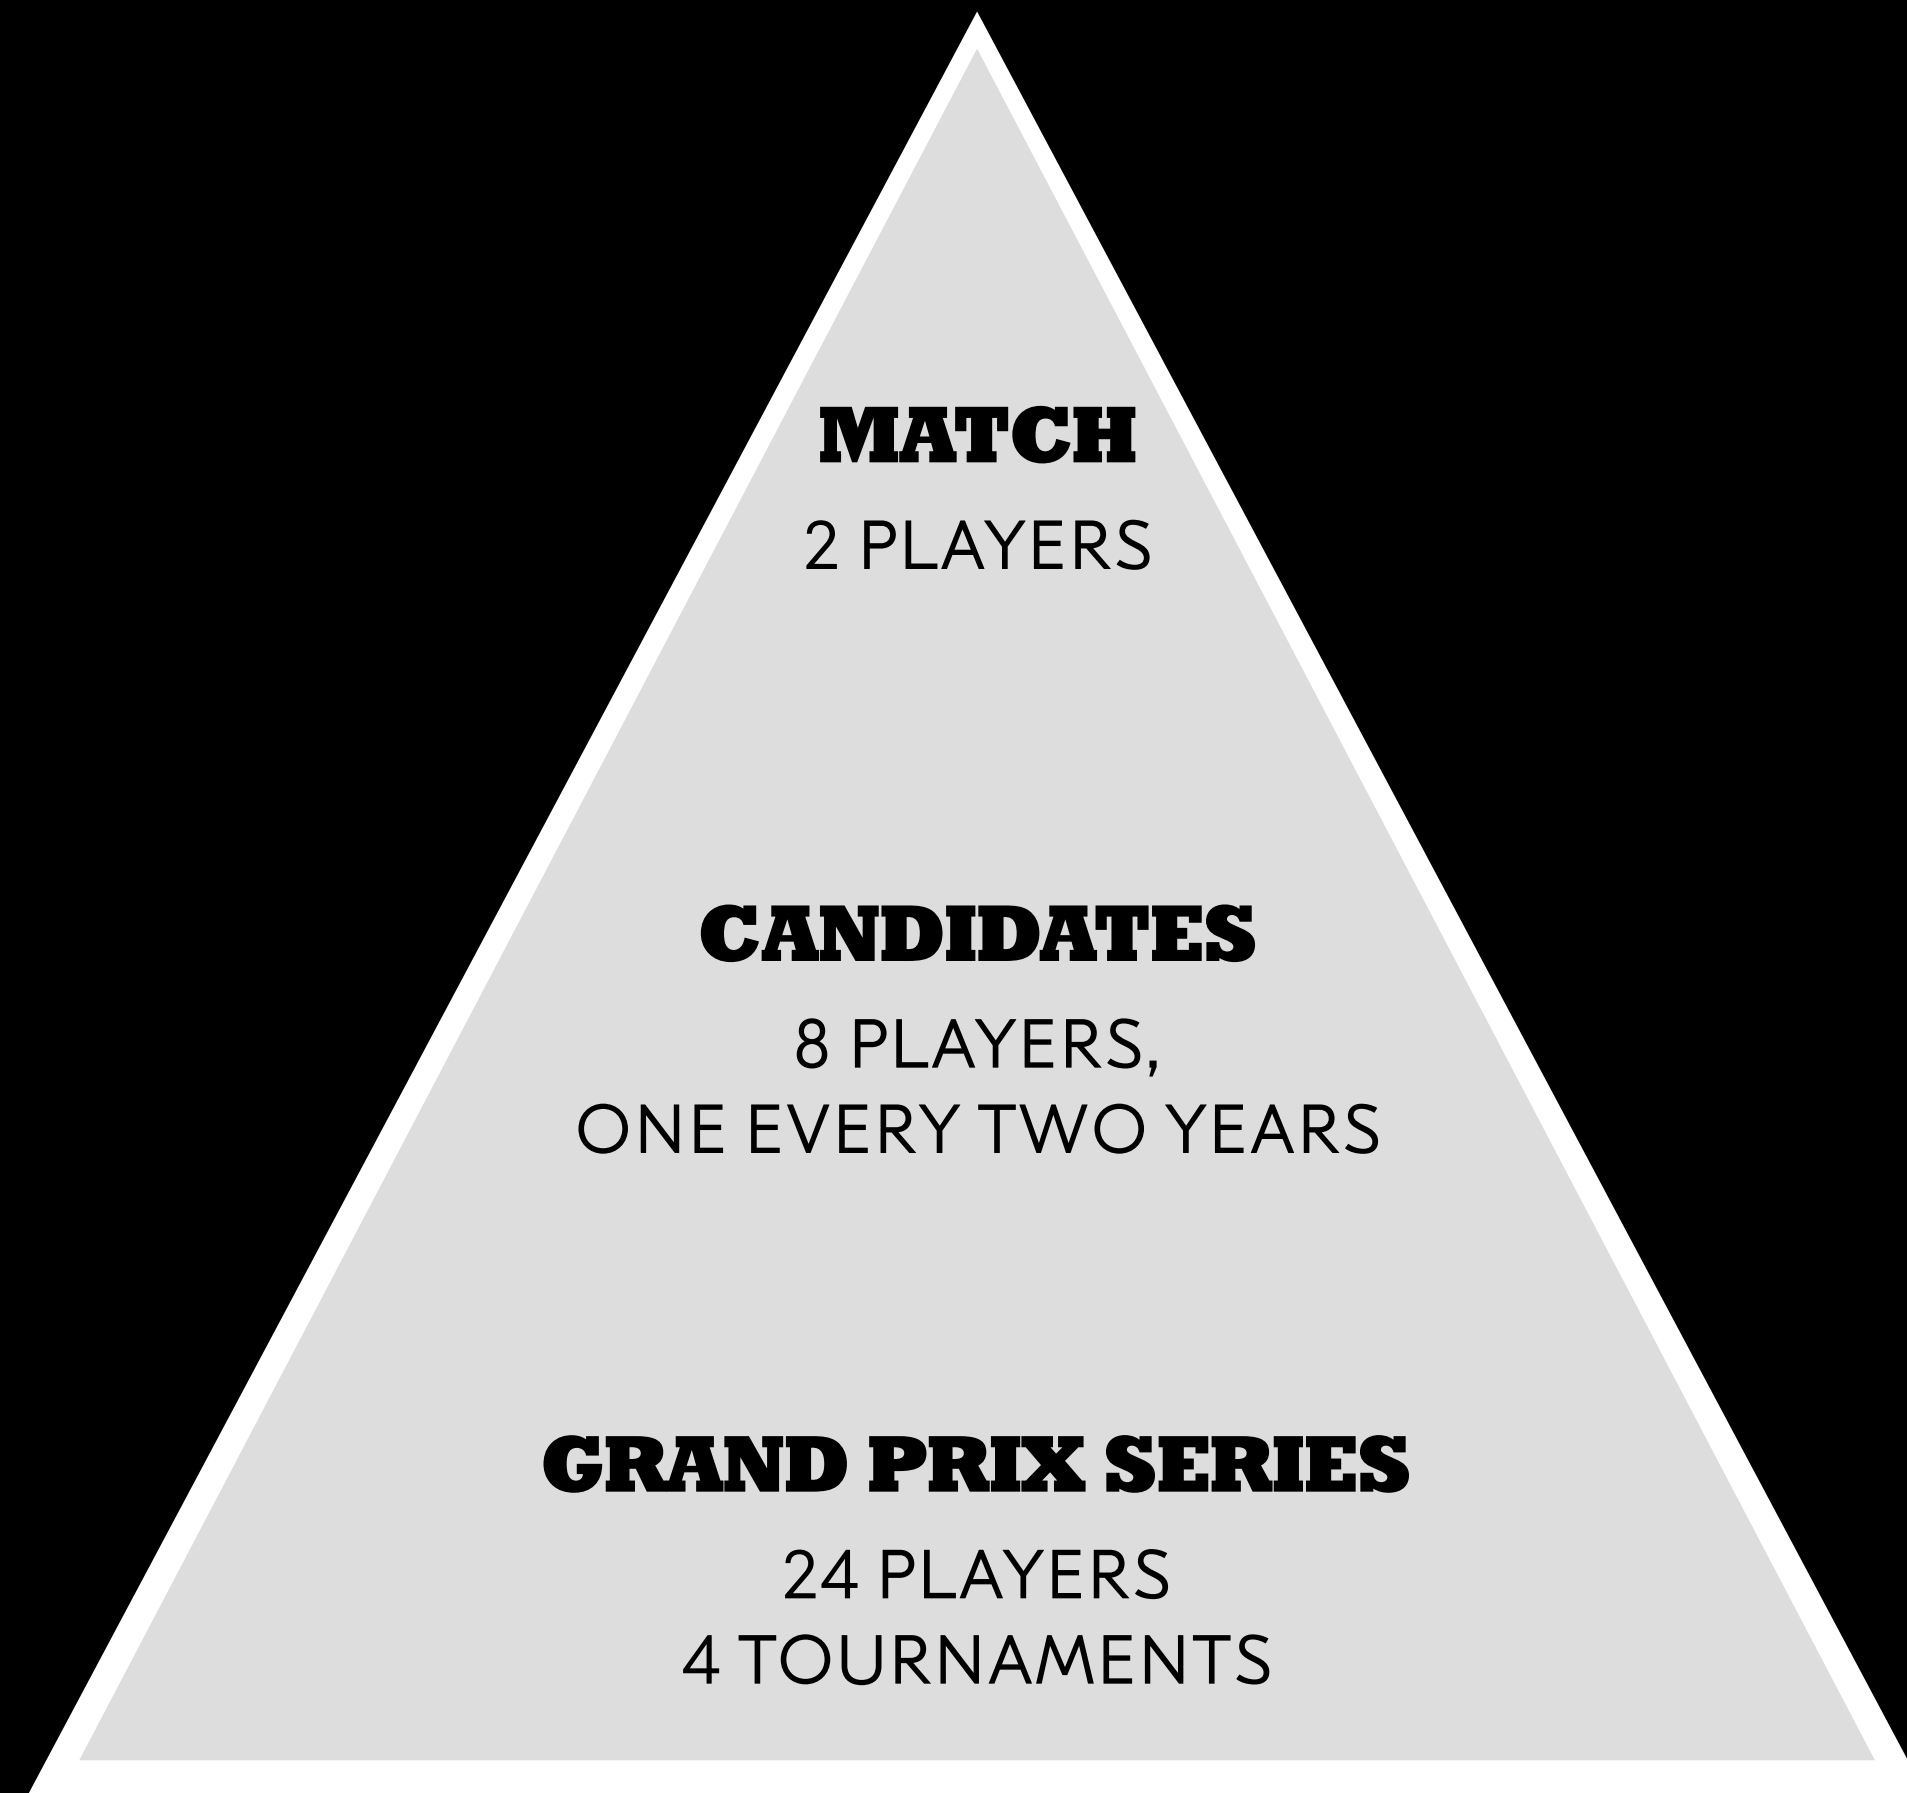 MATCH
2 PLAYERS
CANDIDATES
8 PLAYERS,
ONE EVERY TWO YEARS
GRAND PRIX SERIES
24 PLAYERS
4 TOURNAMENTS